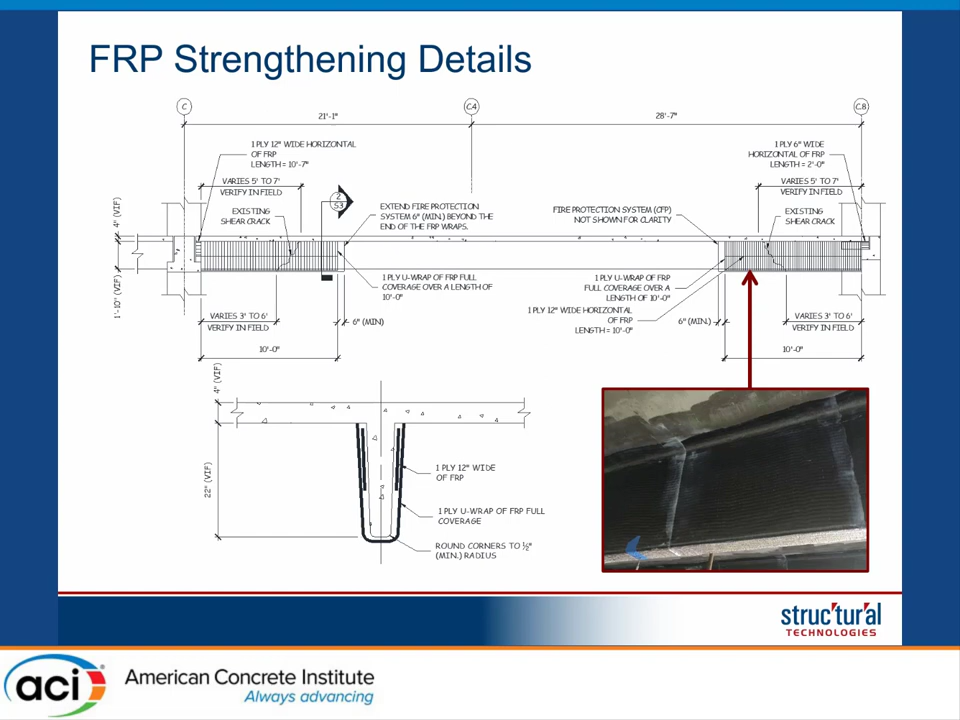 FRP Strengthening Details
C
C.4
C.8
21'-1"
28'-7"
1 PLY 12" WIDE HORIZONTAL
OF FRP
LENGTH = 10'-7"
1 PLY 6" WIDE
HORIZONTAL OF FRP
LENGTH = 2'-0"
VARIES 5' TO 7'
VERIFY IN FIELD
VARIES 5' TO 7'
VERIFY IN FIELD
4" (VIF)
EXISTING
SHEAR CRACK
2
S3
EXTEND FIRE PROTECTION
SYSTEM 6" (MIN.) BEYOND THE
END OF THE FRP WRAPS.
FIRE PROTECTION SYSTEM (CFP)
NOT SHOWN FOR CLARITY
EXISTING
SHEAR CRACK
1'-10" (VIF)
1 PLY U-WRAP OF FRP FULL
COVERAGE OVER A LENGTH OF
10'-0"
1 PLY U-WRAP OF FRP
FULL COVERAGE OVER A
LENGTH OF 10'-0"
1 PLY 12" WIDE HORIZONTAL
OF FRP
LENGTH = 10'-0"
VARIES 3' TO 6'
VERIFY IN FIELD
6" (MIN)
6" (MIN.)
VARIES 3' TO 6'
VERIFY IN FIELD
10'-0"
10'-0"
4" (VIF)
22" (VIF)
1 PLY 12" WIDE
OF FRP
1 PLY U-WRAP OF FRP FULL
COVERAGE
ROUND CORNERS TO ½"
(MIN.) RADIUS
struc'tur'al
TECHNOLOGIES
aci
American Concrete Institute
Always advancing